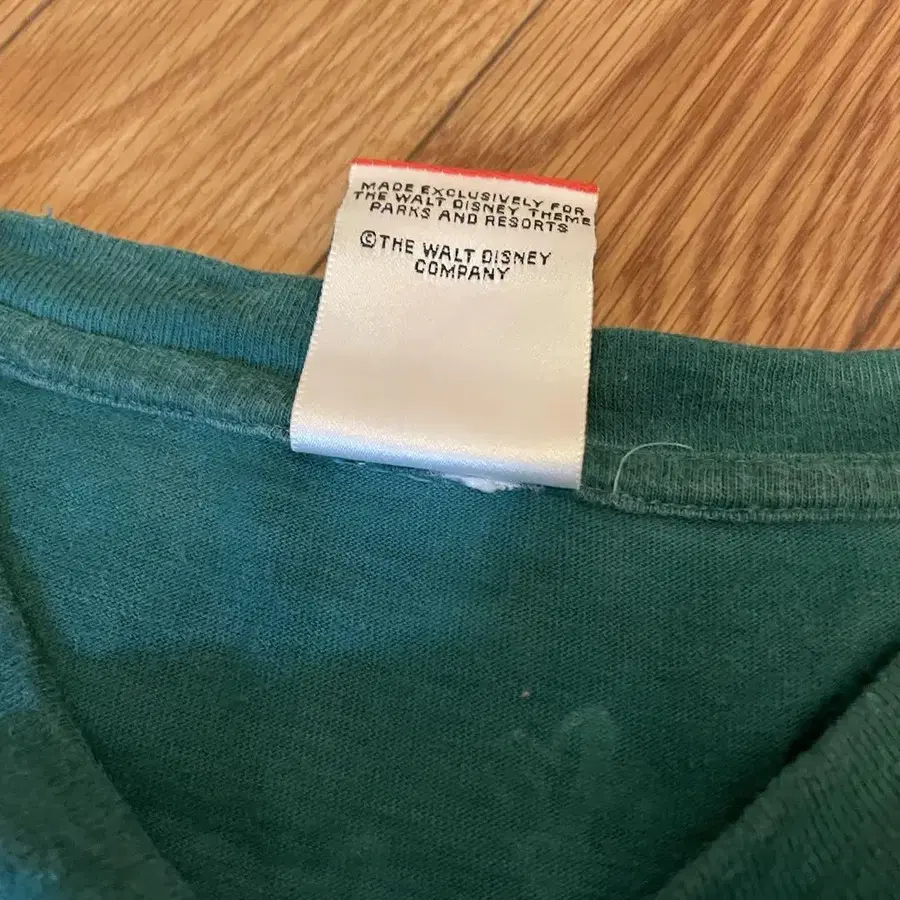 MADE EXCLUSIVELY FOR
THE WALT DISNEY THEME
PARKS AND RESORTS
©THE WALT DISNEY
COMPANY